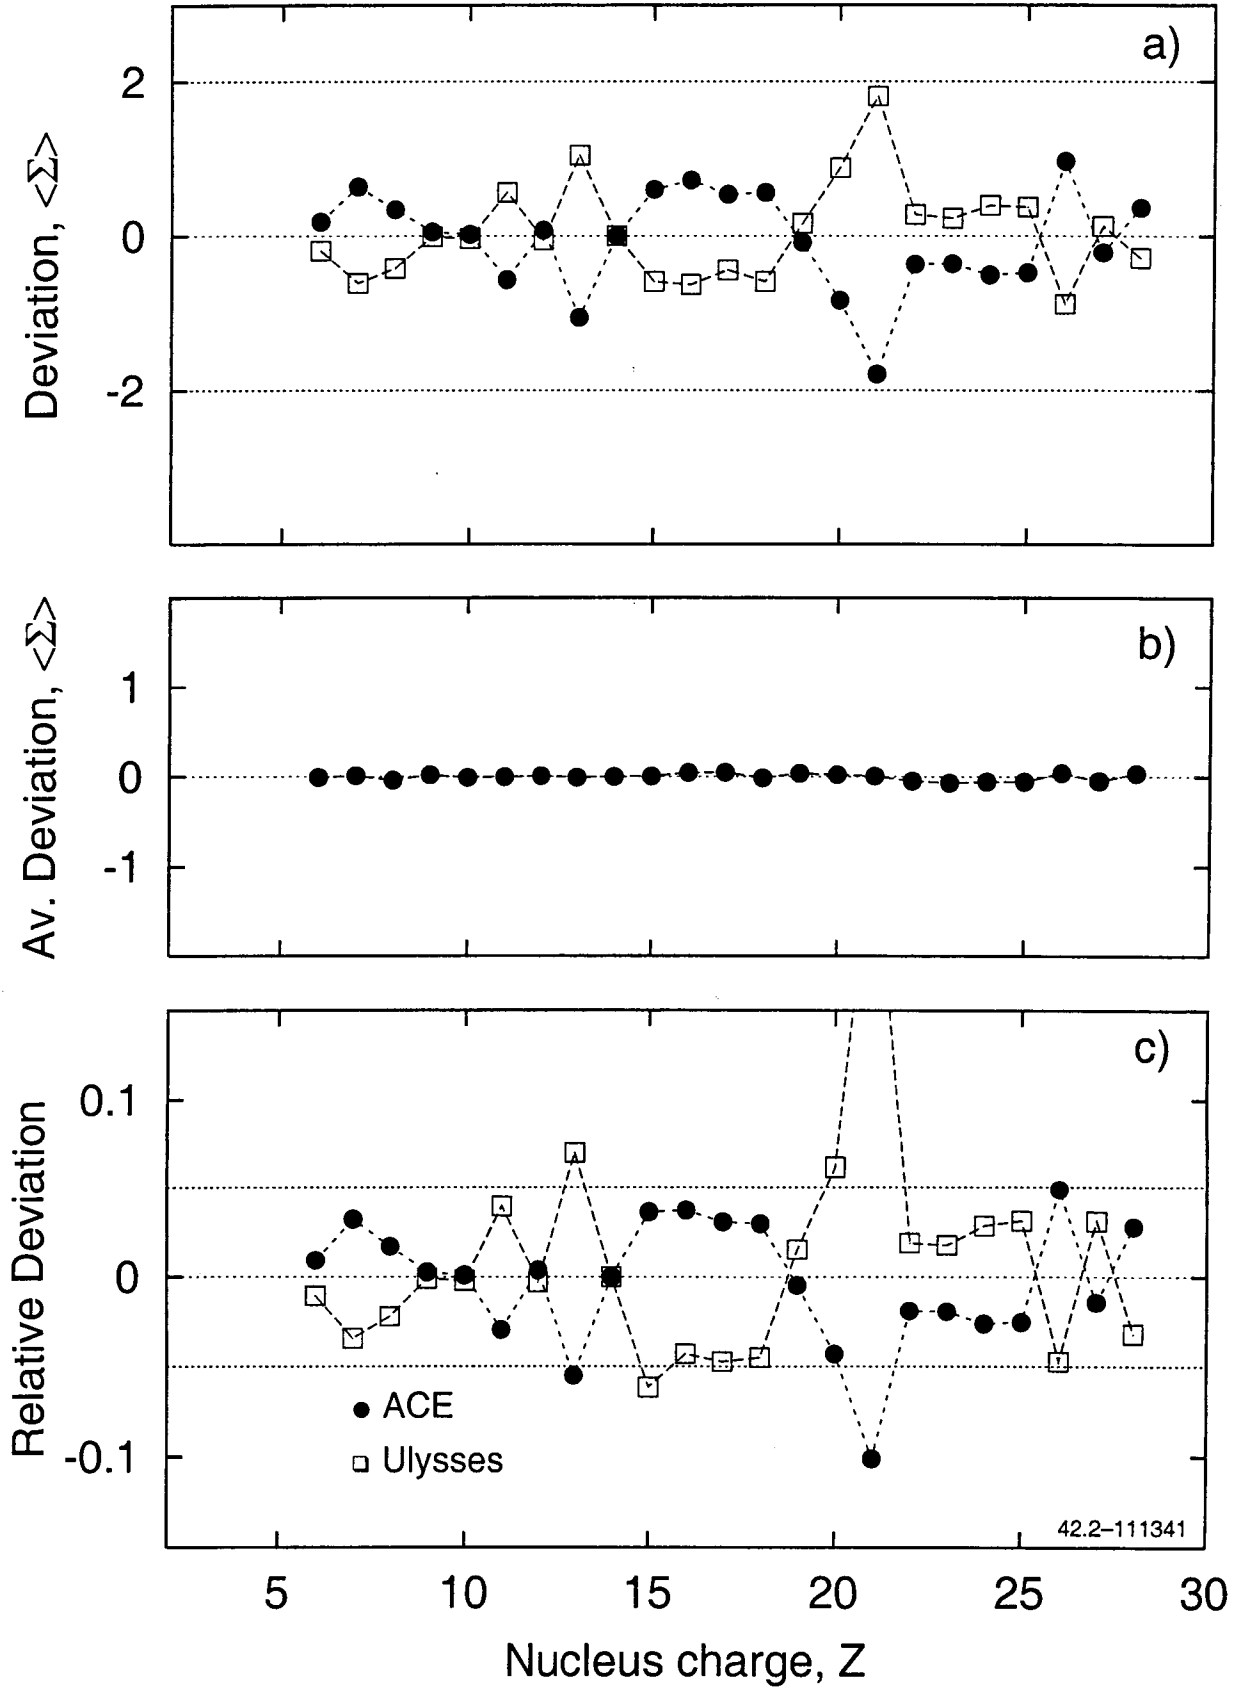 a)
Deviation, <Σ>
2
0
-2
b)
Av. Deviation, <Σ>
1
0
-1
c)
Relative Deviation
0.1
0
-0.1
ACE
Ulysses
42.2–111341
5 10 15 20 25 30
Nucleus charge, Z